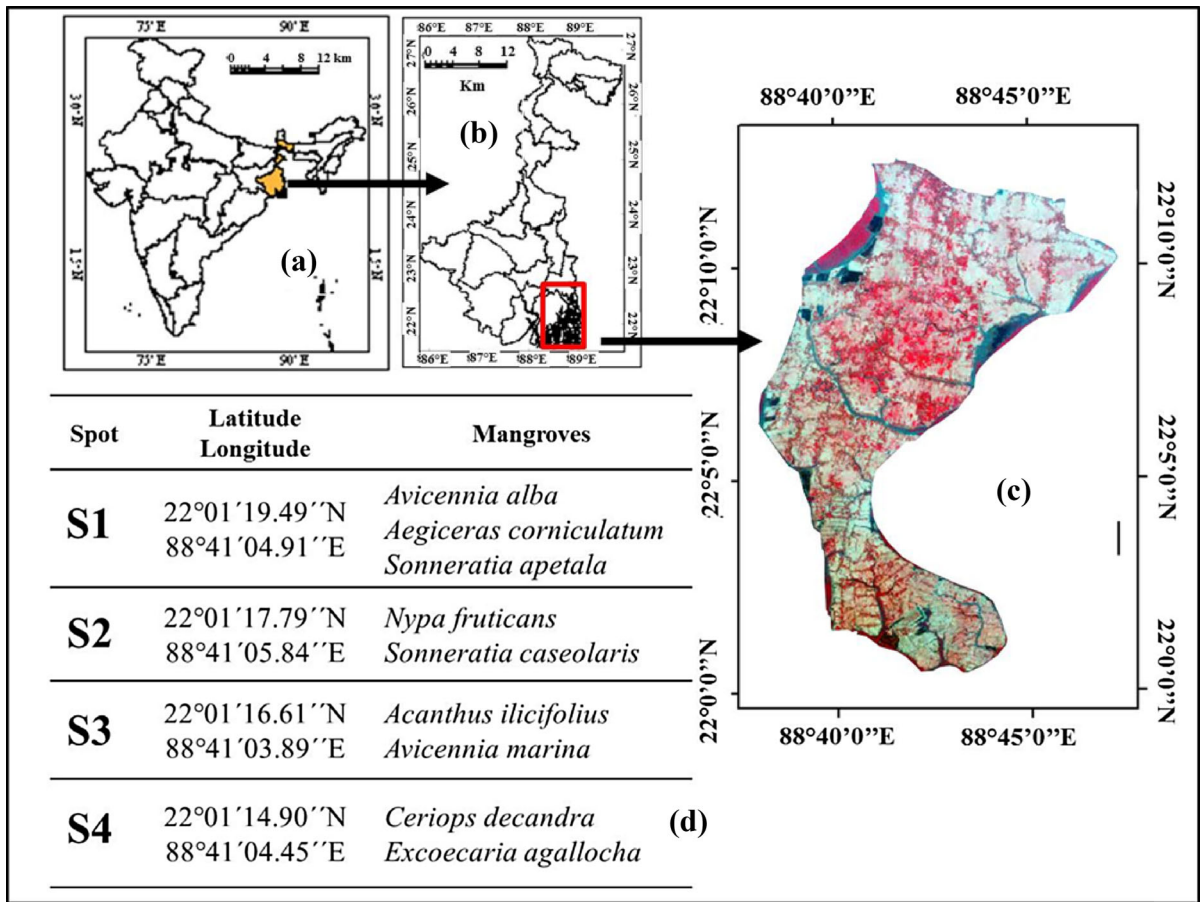 75°E 90°E
0 4 8 12 km
30°N
30°N
15°N
15°N
(a)
75°E 90°E
86°E 87°E 88°E 89°E
0 4 8 12
Km
(b)
27°N
26°N
25°N
24°N
23°N
22°N
27°N
26°N
25°N
24°N
23°N
22°N
86°E 87°E 88°E 89°E
88°40’0”E 88°45’0”E
22°10’0”N
22°5’0”N
22°0’0”N
22°10’0”N
22°5’0”N
22°0’0”N
(c)
88°40’0”E 88°45’0”E
Spot Latitude Longitude Mangroves
S1
22°01´19.49´´N
88°41´04.91´´E
Avicennia alba
Aegiceras corniculatum
Sonneratia apetala
S2
22°01´17.79´´N
88°41´05.84´´E
Nypa fruticans
Sonneratia caseolaris
S3
22°01´16.61´´N
88°41´03.89´´E
Acanthus ilicifolius
Avicennia marina
S4
22°01´14.90´´N
88°41´04.45´´E
Ceriops decandra
Excoecaria agallocha
(d)